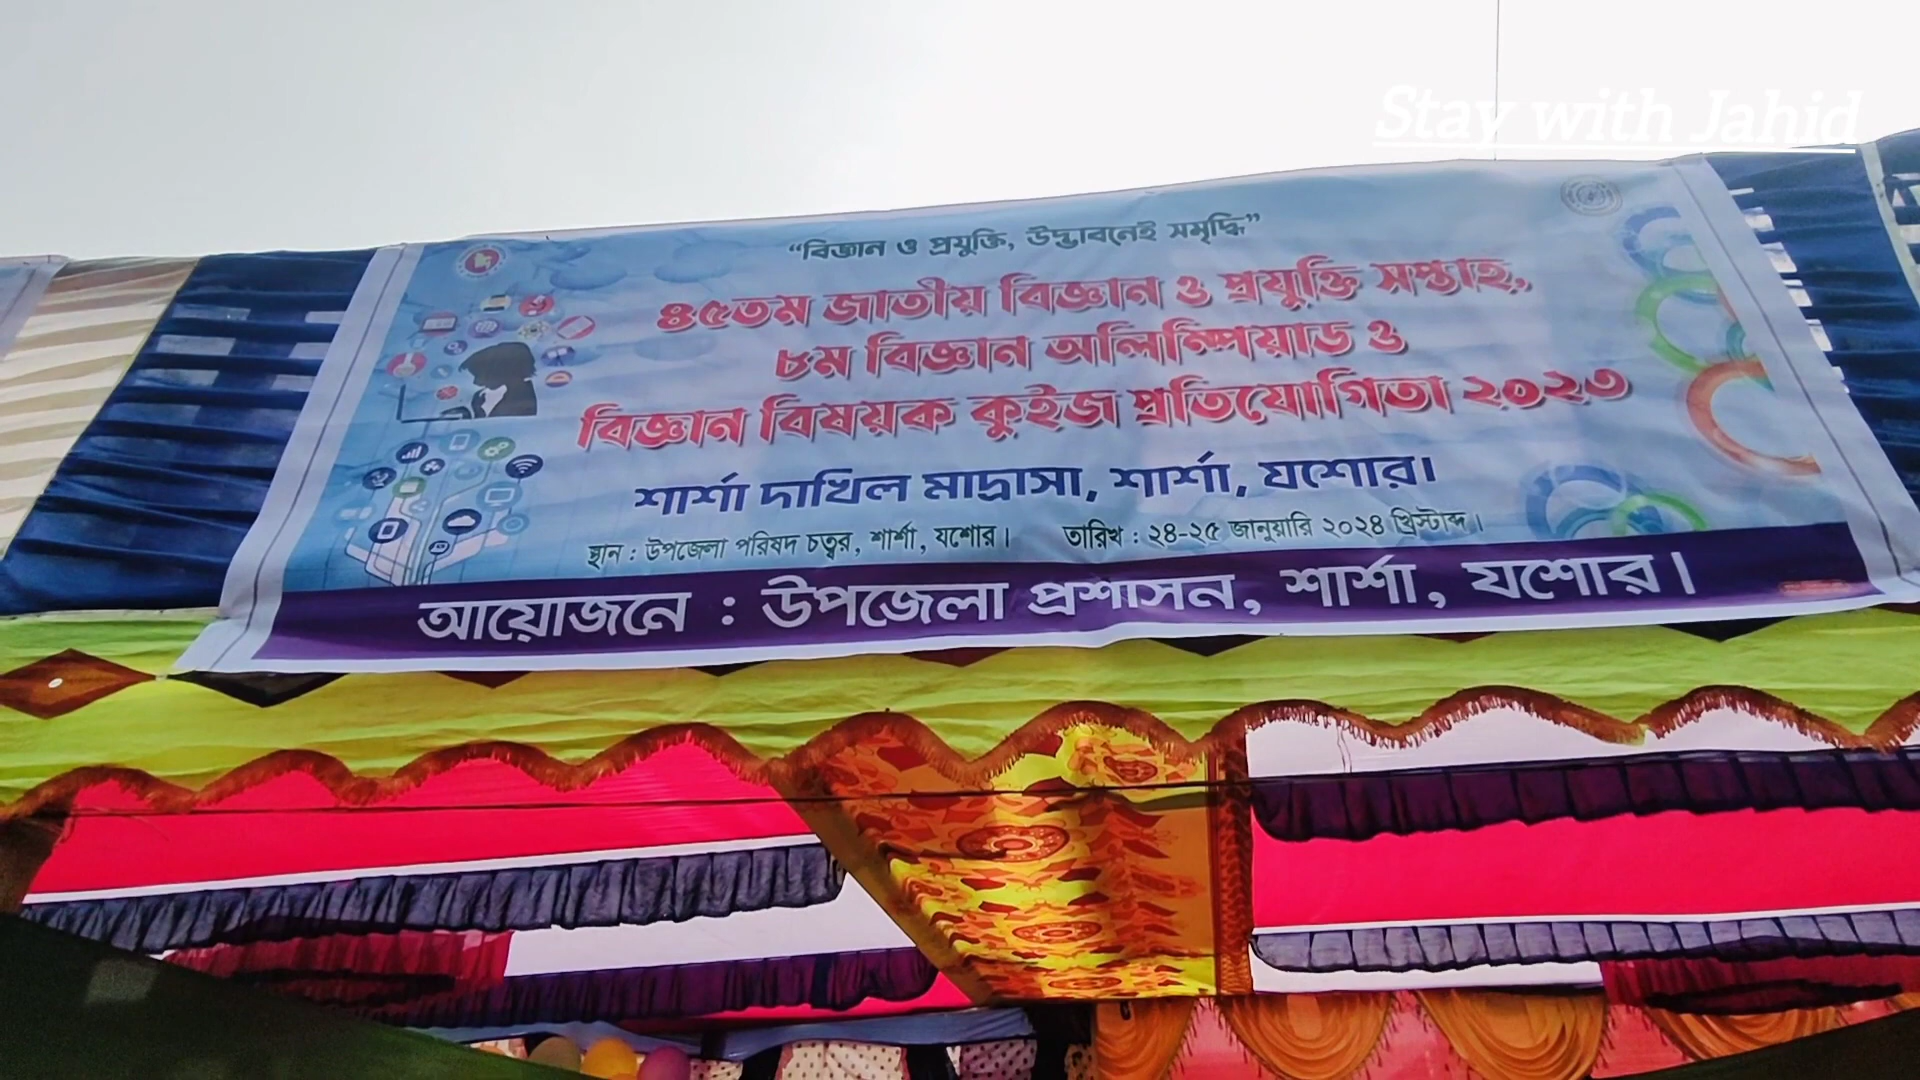 Stay with Jahid
“বিজ্ঞান ও প্রযুক্তি, উদ্ভাবনেই সমৃদ্ধি”
৪৫তম জাতীয় বিজ্ঞান ও প্রযুক্তি সপ্তাহ,
৮ম বিজ্ঞান অলিম্পিয়াড ও
বিজ্ঞান বিষয়ক কুইজ প্রতিযোগিতা ২০২৩
শার্শা দাখিল মাদ্রাসা, শার্শা, যশোর।
স্থান : উপজেলা পরিষদ চত্বর, শার্শা, যশোর। তারিখ : ২৪-২৫ জানুয়ারি ২০২৪ খ্রিস্টাব্দ।
আয়োজনে : উপজেলা প্রশাসন, শার্শা, যশোর।